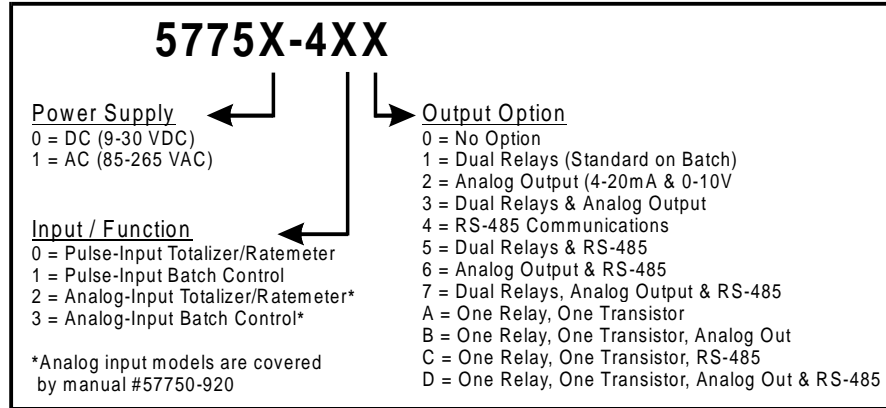 5775X-4XX
Power Supply
0 = DC (9-30 VDC)
1 = AC (85-265 VAC)
Input / Function
0 = Pulse-Input Totalizer/Ratemeter
1 = Pulse-Input Batch Control
2 = Analog-Input Totalizer/Ratemeter*
3 = Analog-Input Batch Control*
*Analog input models are covered
by manual #57750-920
Output Option
0 = No Option
1 = Dual Relays (Standard on Batch)
2 = Analog Output (4-20mA & 0-10V
3 = Dual Relays & Analog Output
4 = RS-485 Communications
5 = Dual Relays & RS-485
6 = Analog Output & RS-485
7 = Dual Relays, Analog Output & RS-485
A = One Relay, One Transistor
B = One Relay, One Transistor, Analog Out
C = One Relay, One Transistor, RS-485
D = One Relay, One Transistor, Analog Out & RS-485